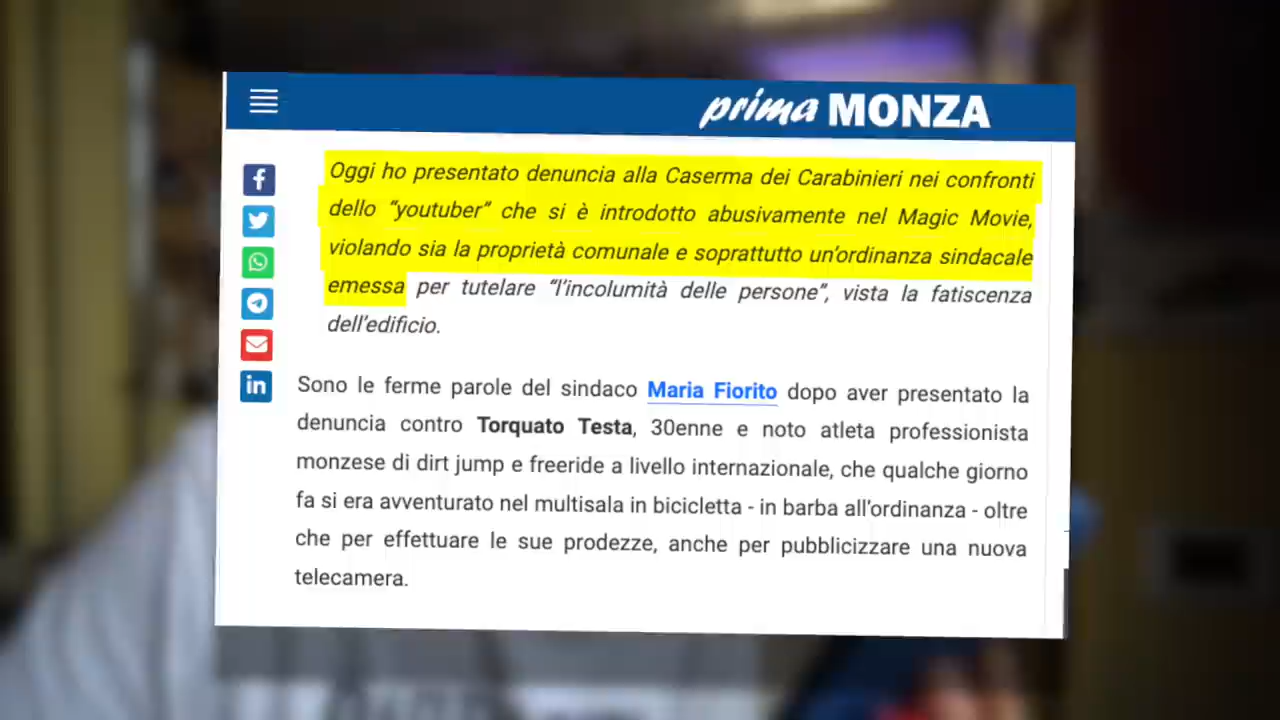 prima MONZA
Oggi ho presentato denuncia alla Caserma dei Carabinieri nei confronti
dello “youtuber” che si è introdotto abusivamente nel Magic Movie,
violando sia la proprietà comunale e soprattutto un’ordinanza sindacale
emessa per tutelare “l’incolumità delle persone”, vista la fatiscenza
dell’edificio.
Sono le ferme parole del sindaco Maria Fiorito dopo aver presentato la
denuncia contro Torquato Testa, 30enne e noto atleta professionista
monzese di dirt jump e freeride a livello internazionale, che qualche giorno
fa si era avventurato nel multisala in bicicletta - in barba all’ordinanza - oltre
che per effettuare le sue prodezze, anche per pubblicizzare una nuova
telecamera.